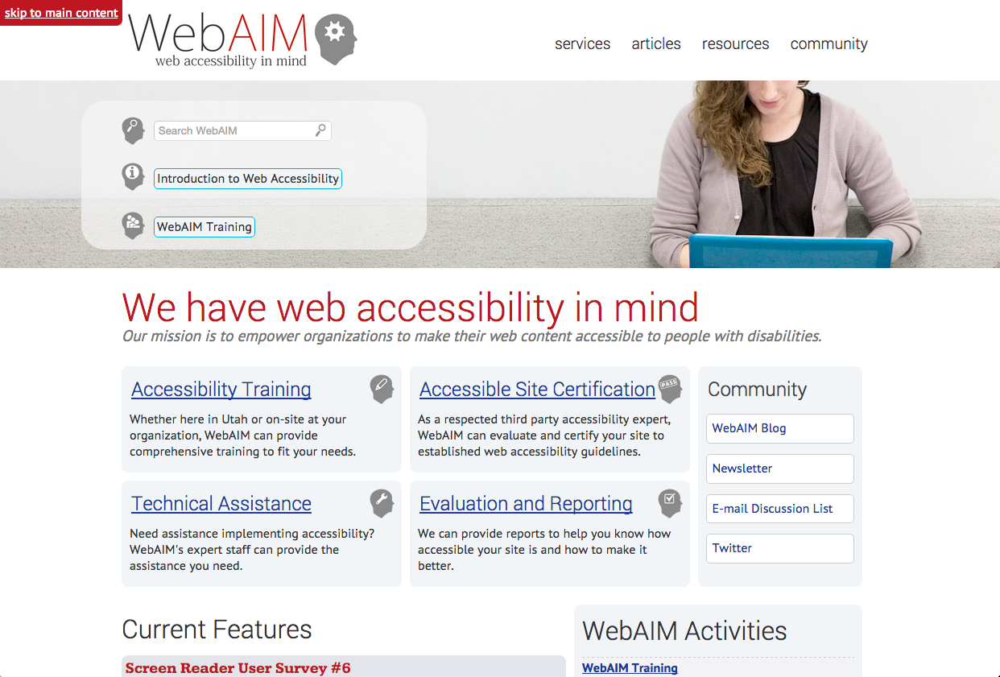 skip to main content
WebAIM
web accessibility in mind
services articles resources community
Search WebAIM
Introduction to Web Accessibility
WebAIM Training
We have web accessibility in mind
Our mission is to empower organizations to make their web content accessible to people with disabilities.
Accessibility Training
Whether here in Utah or on-site at your
organization, WebAIM can provide
comprehensive training to fit your needs.
Accessible Site Certification
PASS
As a respected third party accessibility expert,
WebAIM can evaluate and certify your site to
established web accessibility guidelines.
Technical Assistance
Need assistance implementing accessibility?
WebAIM's expert staff can provide the
assistance you need.
Evaluation and Reporting
We can provide reports to help you know how
accessible your site is and how to make it
better.
Community
WebAIM Blog
Newsletter
E-mail Discussion List
Twitter
Current Features
Screen Reader User Survey #6
WebAIM Activities
WebAIM Training